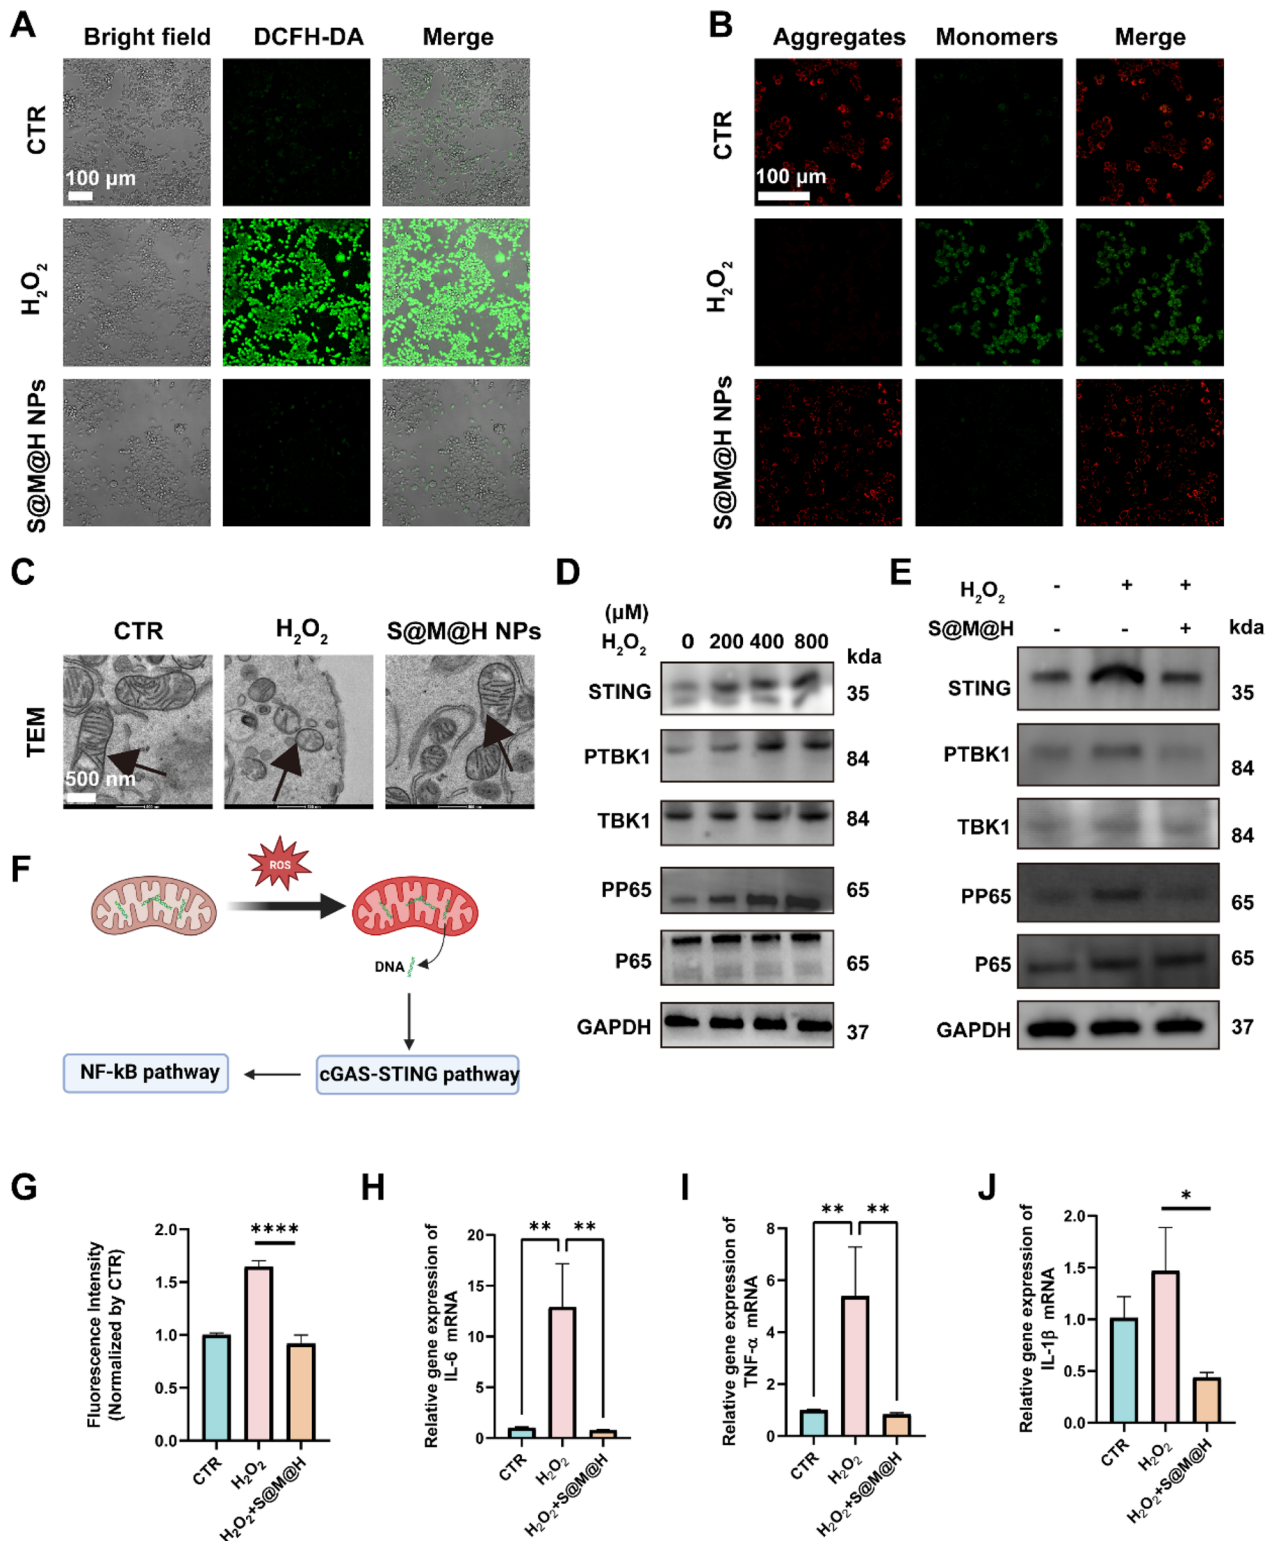 A
Bright field DCFH-DA Merge
CTR
100 μm
H2O2
S@M@H NPs
B
Aggregates Monomers Merge
CTR
100 μm
H2O2
S@M@H NPs
C
CTR H2O2 S@M@H NPs
TEM
500 nm
D
(μM)
H2O2 0 200 400 800 kda
STING 35
PTBK1 84
TBK1 84
PP65 65
P65 65
GAPDH 37
E
H2O2 - + +
S@M@H - - + kda
STING 35
PTBK1 84
TBK1 84
PP65 65
P65 65
GAPDH 37
F
ROS
DNA
NF-kB pathway
cGAS-STING pathway
G
Fluorescence Intensity
(Normalized by CTR)
2.0
1.5
1.0
0.5
0.0
****
CTR
H2O2
H2O2+S@M@H
H
Relative gene expression of
IL-6 mRNA
20
15
10
5
0
** **
CTR
H2O2
H2O2+S@M@H
I
Relative gene expression of
TNF-α mRNA
8
6
4
2
0
** **
CTR
H2O2
H2O2+S@M@H
J
Relative gene expression of
IL-1β mRNA
2.0
1.5
1.0
0.5
0.0
*
CTR
H2O2
H2O2+S@M@H